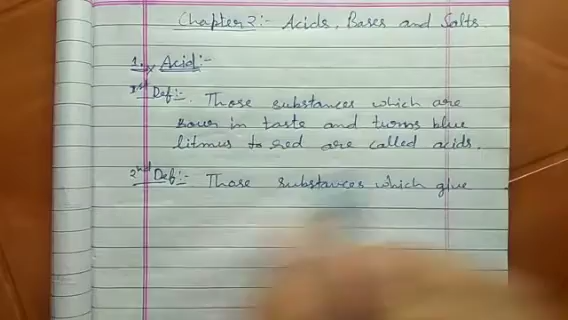 Chapter 2:- Acids, Bases and Salts
1. Acid:-
1st Def:- Those substances which are
sour in taste and turns blue
litmus to red are called acids.
2nd Def:- Those substances which give